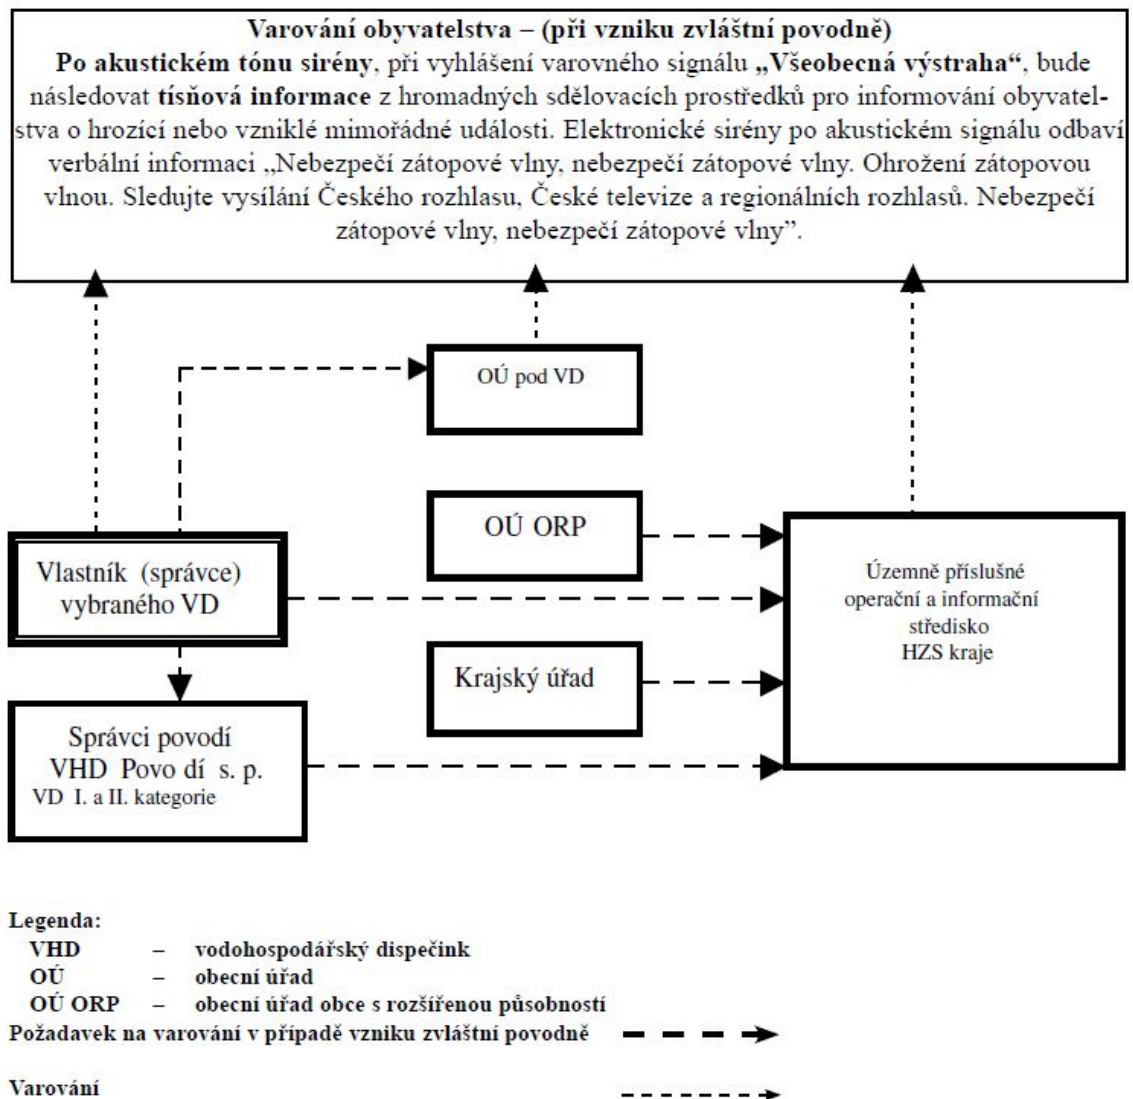 Varování obyvatelstva – (při vzniku zvláštní povodně)
Po akustickém tónu sirény, při vyhlášení varovného signálu „Všeobecná výstraha“, bude
následovat tísňová informace z hromadných sdělovacích prostředků pro informování obyvatel-
stva o hrozící nebo vzniklé mimořádné události. Elektronické sirény po akustickém signálu odbaví
verbální informaci „Nebezpečí zátopové vlny, nebezpečí zátopové vlny. Ohrožení zátopovou
vlnou. Sledujte vysílání Českého rozhlasu, České televize a regionálních rozhlasů. Nebezpečí
zátopové vlny, nebezpečí zátopové vlny”.
OÚ pod VD
OÚ ORP
Vlastník (správce)
vybraného VD
Územně příslušné
operační a informační
středisko
HZS kraje
Krajský úřad
Správci povodí
VHD Povo dí s. p.
VD I. a II. kategorie
Legenda:
VHD – vodohospodářský dispečink
OÚ – obecní úřad
OÚ ORP – obecní úřad obce s rozšířenou působností
Požadavek na varování v případě vzniku zvláštní povodně
Varování